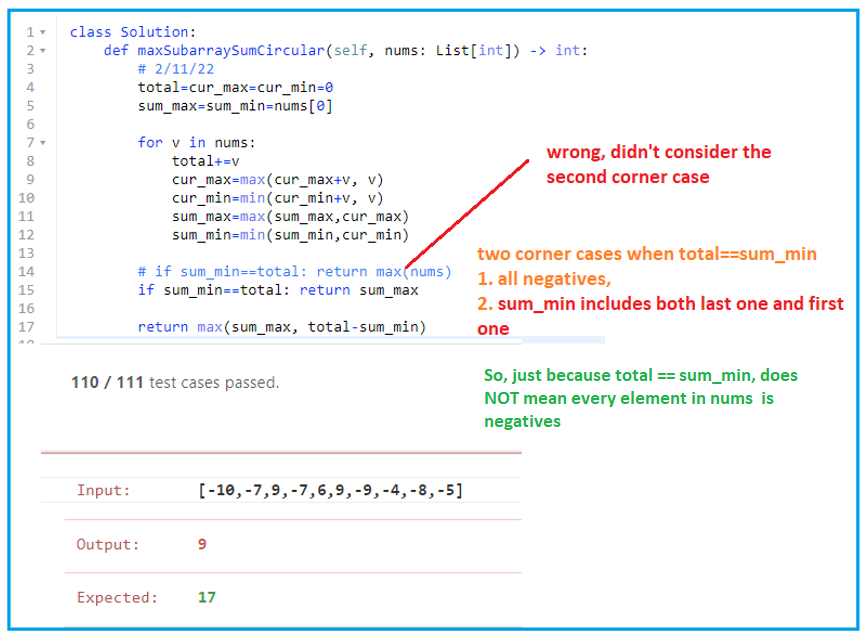 1 class Solution:
2 def maxSubarraySumCircular(self, nums: List[int]) -> int:
3 # 2/11/22
4 total=cur_max=cur_min=0
5 sum_max=sum_min=nums[0]
6
7 for v in nums:
8 total+=v
9 cur_max=max(cur_max+v, v)
10 cur_min=min(cur_min+v, v)
11 sum_max=max(sum_max,cur_max)
12 sum_min=min(sum_min,cur_min)
13
14 # if sum_min==total: return max(nums)
15 if sum_min==total: return sum_max
16
17 return max(sum_max, total-sum_min)
wrong, didn't consider the
second corner case
two corner cases when total==sum_min
1. all negatives,
2. sum_min includes both last one and first
one
So, just because total == sum_min, does
NOT mean every element in nums is
negatives
110 / 111 test cases passed.
Input: [-10,-7,9,-7,6,9,-9,-4,-8,-5]
Output: 9
Expected: 17